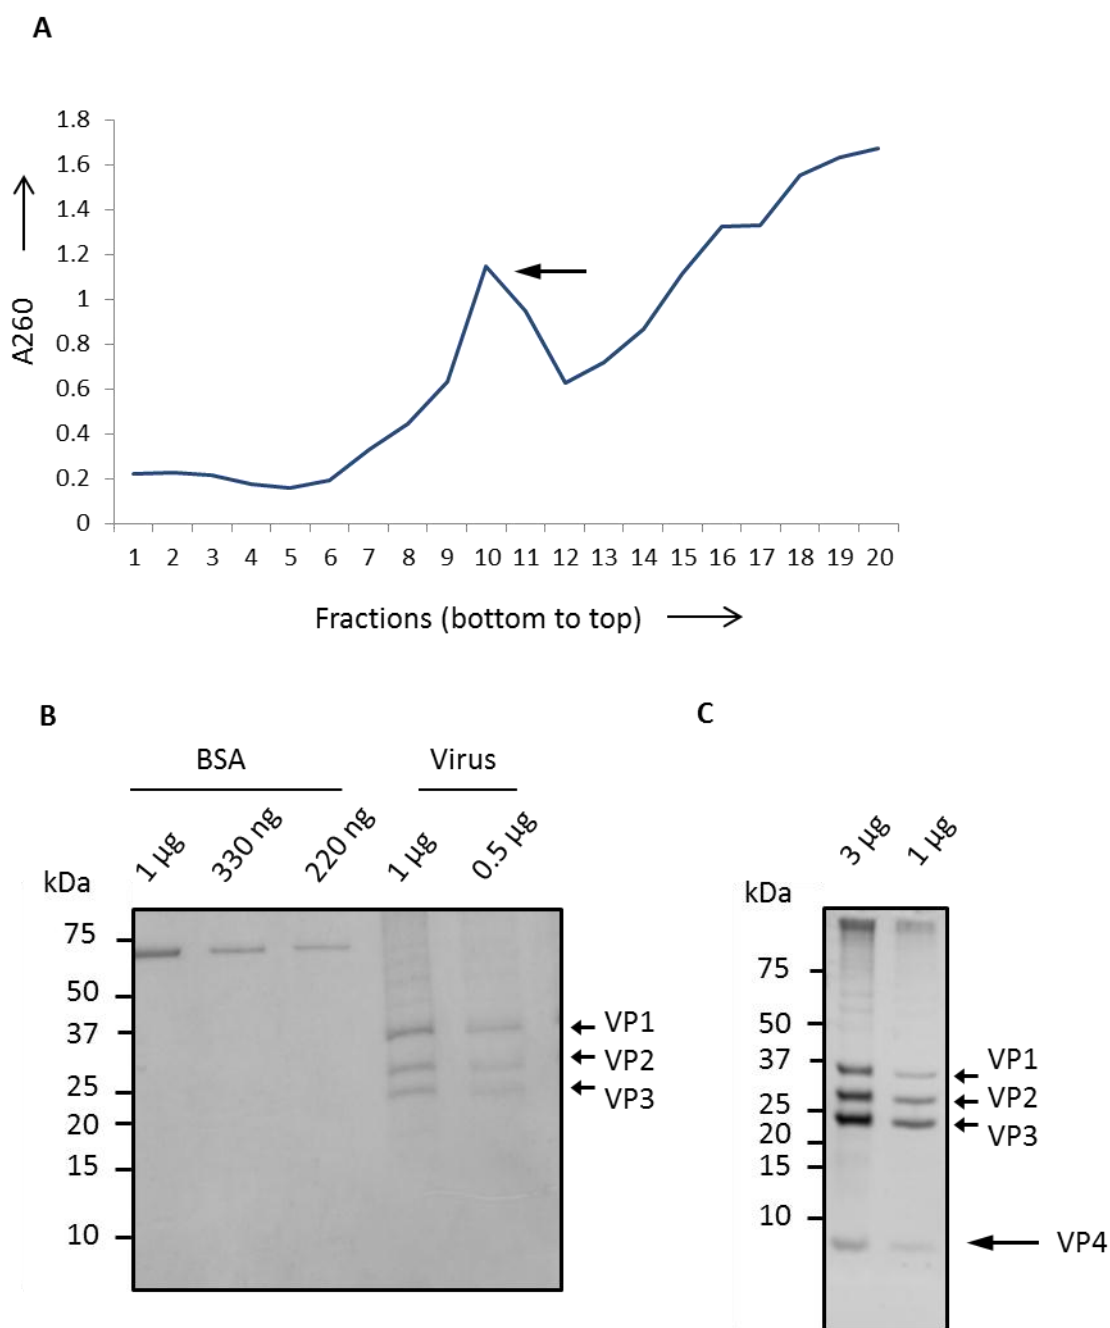 A
1.8
1.6
1.4
1.2
1
0.8
0.6
0.4
0.2
0
A260
1 2 3 4 5 6 7 8 9 10 11 12 13 14 15 16 17 18 19 20
Fractions (bottom to top)
B
BSA Virus
1 µg 330 ng 220 ng 1 µg 0.5 µg
kDa
75
50
37
25
20
15
10
VP1
VP2
VP3
C
3 µg 1 µg
kDa
75
50
37
25
20
15
10
VP1
VP2
VP3
VP4